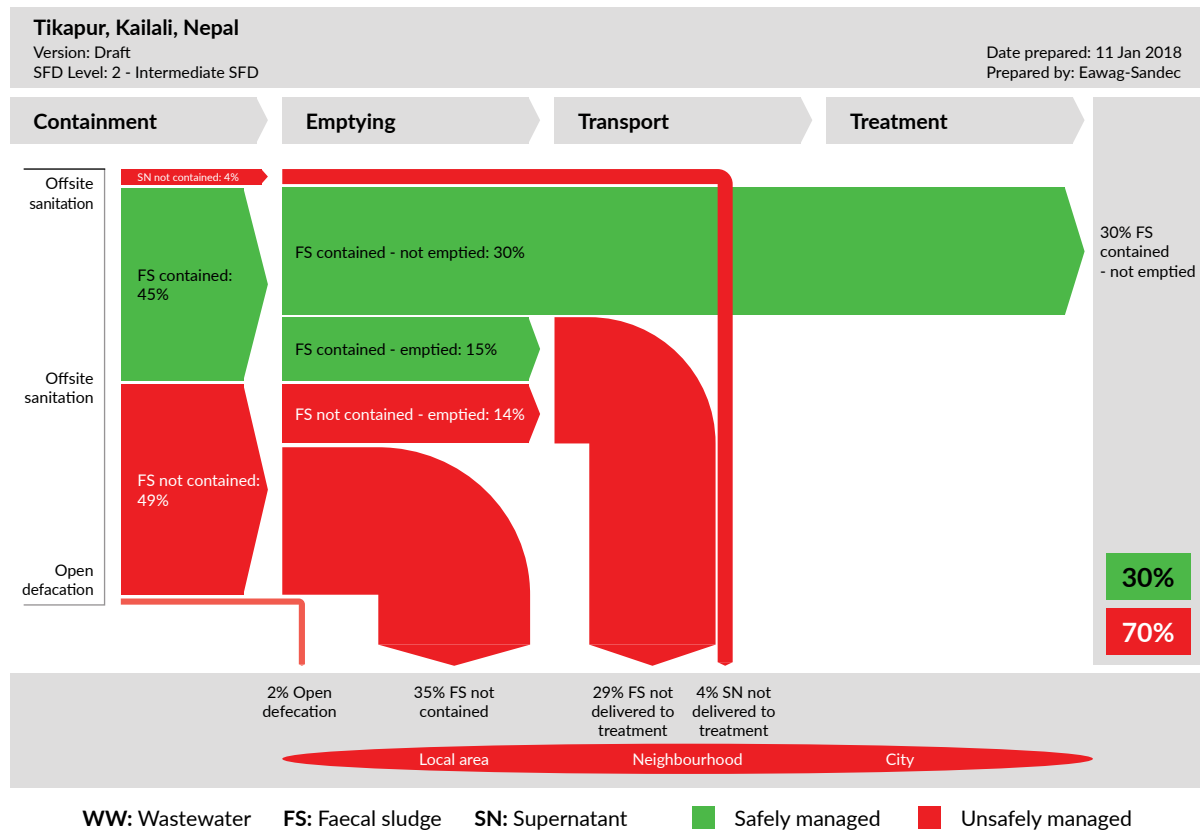 Tikapur, Kailali, Nepal
Version: Draft
SFD Level: 2 - Intermediate SFD
Date prepared: 11 Jan 2018
Prepared by: Eawag-Sandec
Containment
Emptying
Transport
Treatment
Offsite
sanitation
SN not contained: 4%
FS contained:
45%
FS contained - not emptied: 30%
30% FS
contained
- not emptied
FS contained - emptied: 15%
Offsite
sanitation
FS not contained - emptied: 14%
FS not contained:
49%
Open
defacation
30%
70%
2% Open
defecation
35% FS not
contained
29% FS not
delivered to
treatment
4% SN not
delivered to
treatment
Local area
Neighbourhood
City
WW: Wastewater
FS: Faecal sludge
SN: Supernatant
Safely managed
Unsafely managed